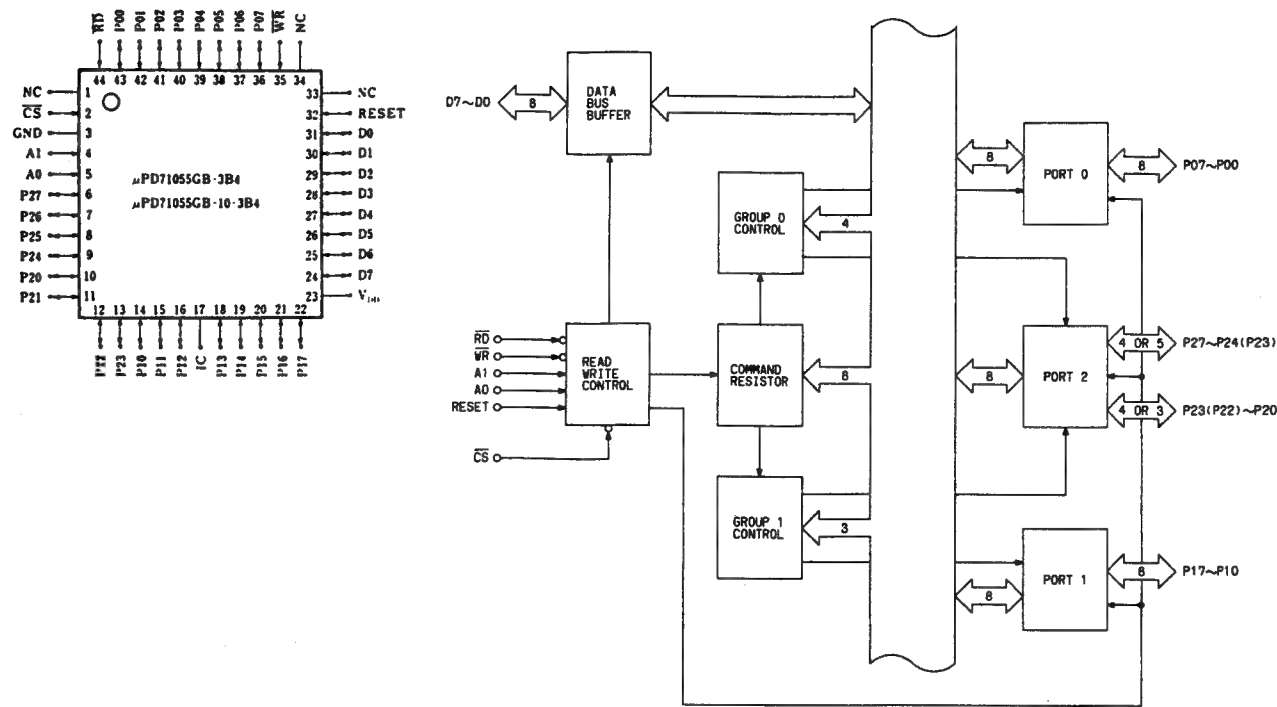 RD P00 P01 P02 P03 P04 P05 P06 P07 WR NC
44 43 42 41 40 39 38 37 36 35 34
NC 1
CS 2
GND 3
A1 4
A0 5
P27 6
P26 7
P25 8
P24 9
P20 10
P21 11
µPD71055GB-3B4
µPD71055GB-10-3B4
33 NC
32 RESET
31 D0
30 D1
29 D2
28 D3
27 D4
26 D5
25 D6
24 D7
23
12 13 14 15 16 17 18 19 20 21 22
P22 P23 P10 P11 P12 IC P13 P14 P15 P16 P17
D7~D0
8
DATA
BUS
BUFFER
GROUP 0
CONTROL
4
RD
WR
A1
A0
RESET
CS
READ
WRITE
CONTROL
COMMAND
RESISTOR
8
GROUP 1
CONTROL
3
8
PORT 0
8
P07~P00
8
PORT 2
4 OR 5
P27~P24(P23)
4 OR 3
P23(P22)~P20
8
PORT 1
8
P17~P10